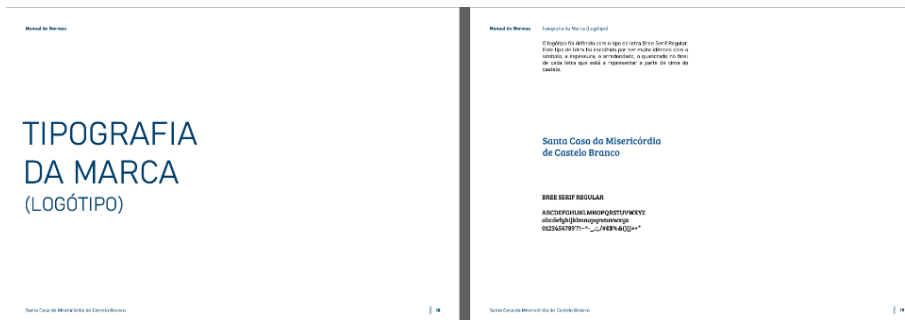 Manual de Normas
TIPOGRAFIA
DA MARCA
(LOGÓTIPO)
Santa Casa da Misericórdia de Castelo Branco
18
Manual de Normas
Tipografia da Marca (Logótipo)
O logótipo foi definido com o tipo de letra Bree Serif Regular.
Este tipo de letra foi escolhido por ser muito idêntico com o
símbolo, a espessura, o arredondado, o quadrado no final
de cada letra que está a representar a parte de cima do
castelo.
Santa Casa da Misericórdia
de Castelo Branco
BREE SERIF REGULAR
ABCDEFGHIJKLMNOPQRSTUVWXYZ
abcdefghijklmnopqrstuvwxyz
0123456789
Santa Casa da Misericórdia de Castelo Branco
19